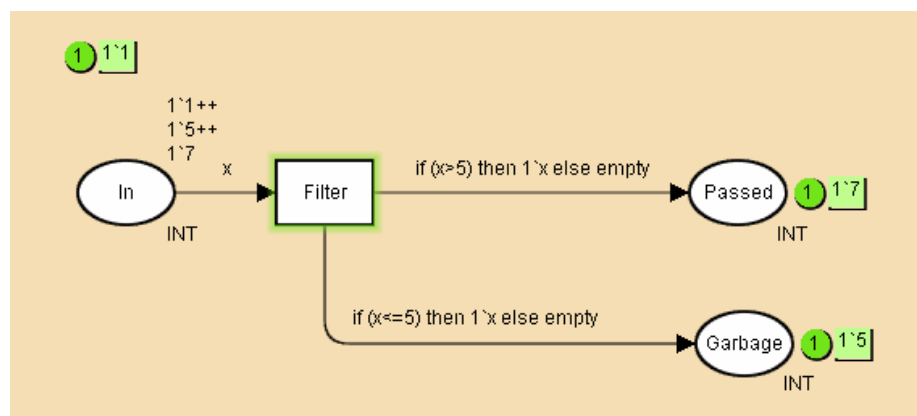 1 1`1
1`1++
1`5++
1`7
x
if (x>5) then 1`x else empty
In
Filter
Passed
1 1`7
INT
INT
if (x<=5) then 1`x else empty
Garbage
1 1`5
INT